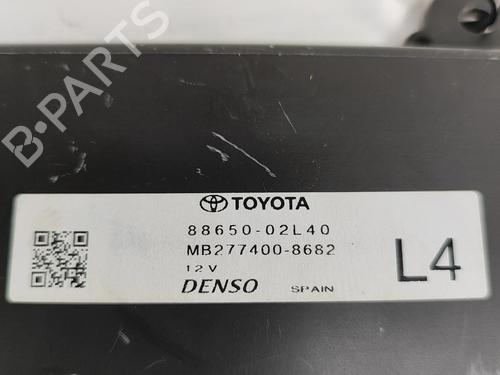 B-PARTS
TOYOTA
88650-02L40
MB277400-8682
12V
DENSO SPAIN
L4